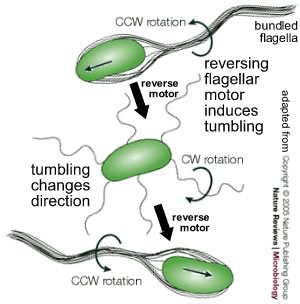 CCW rotation
bundled
flagella
reversing
flagellar
motor
induces
tumbling
reverse
motor
CW rotation
tumbling
changes
direction
reverse
motor
CCW rotation
adapted from
Copyright © 2005 Nature Publishing Group
Nature Reviews | Microbiology